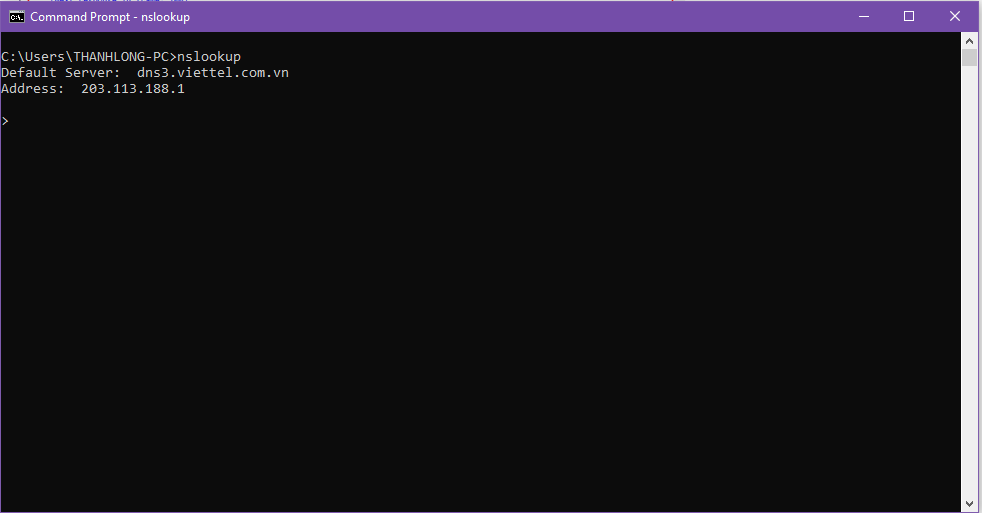 Command Prompt - nslookup
C:\Users\THANHLONG-PC>nslookup
Default Server:  dns3.viettel.com.vn
Address:  203.113.188.1
>